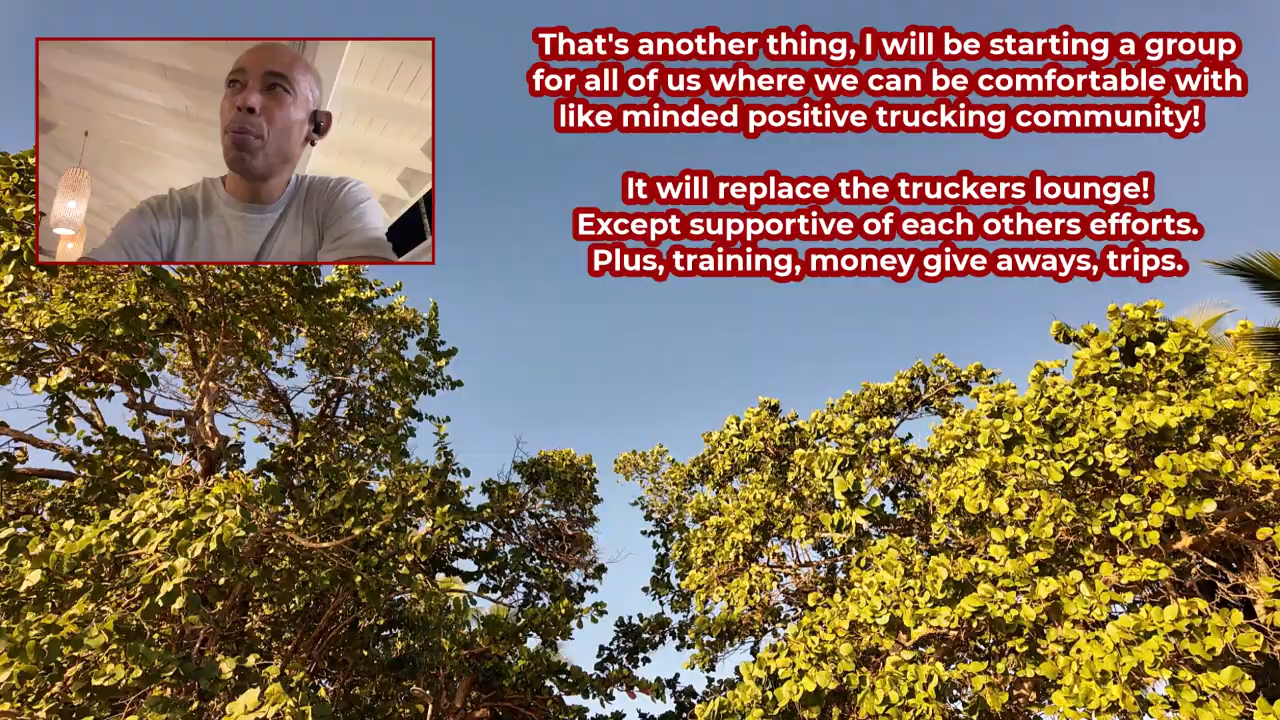 That's another thing, I will be starting a group
for all of us where we can be comfortable with
like minded positive trucking community!
It will replace the truckers lounge!
Except supportive of each others efforts.
Plus, training, money give aways, trips.